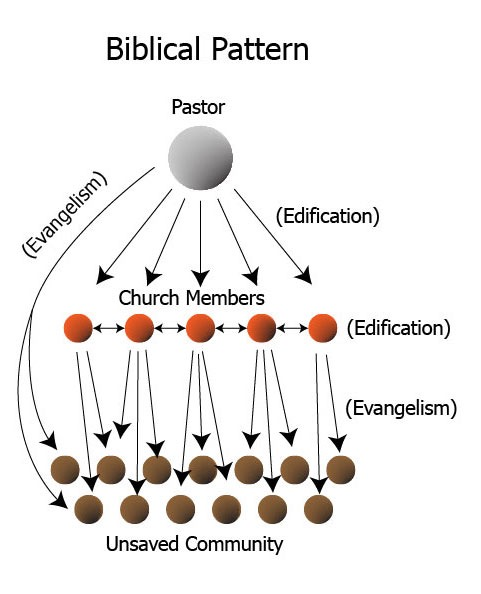 Biblical Pattern
Pastor
(Evangelism)
(Edification)
Church Members
(Edification)
(Evangelism)
Unsaved Community